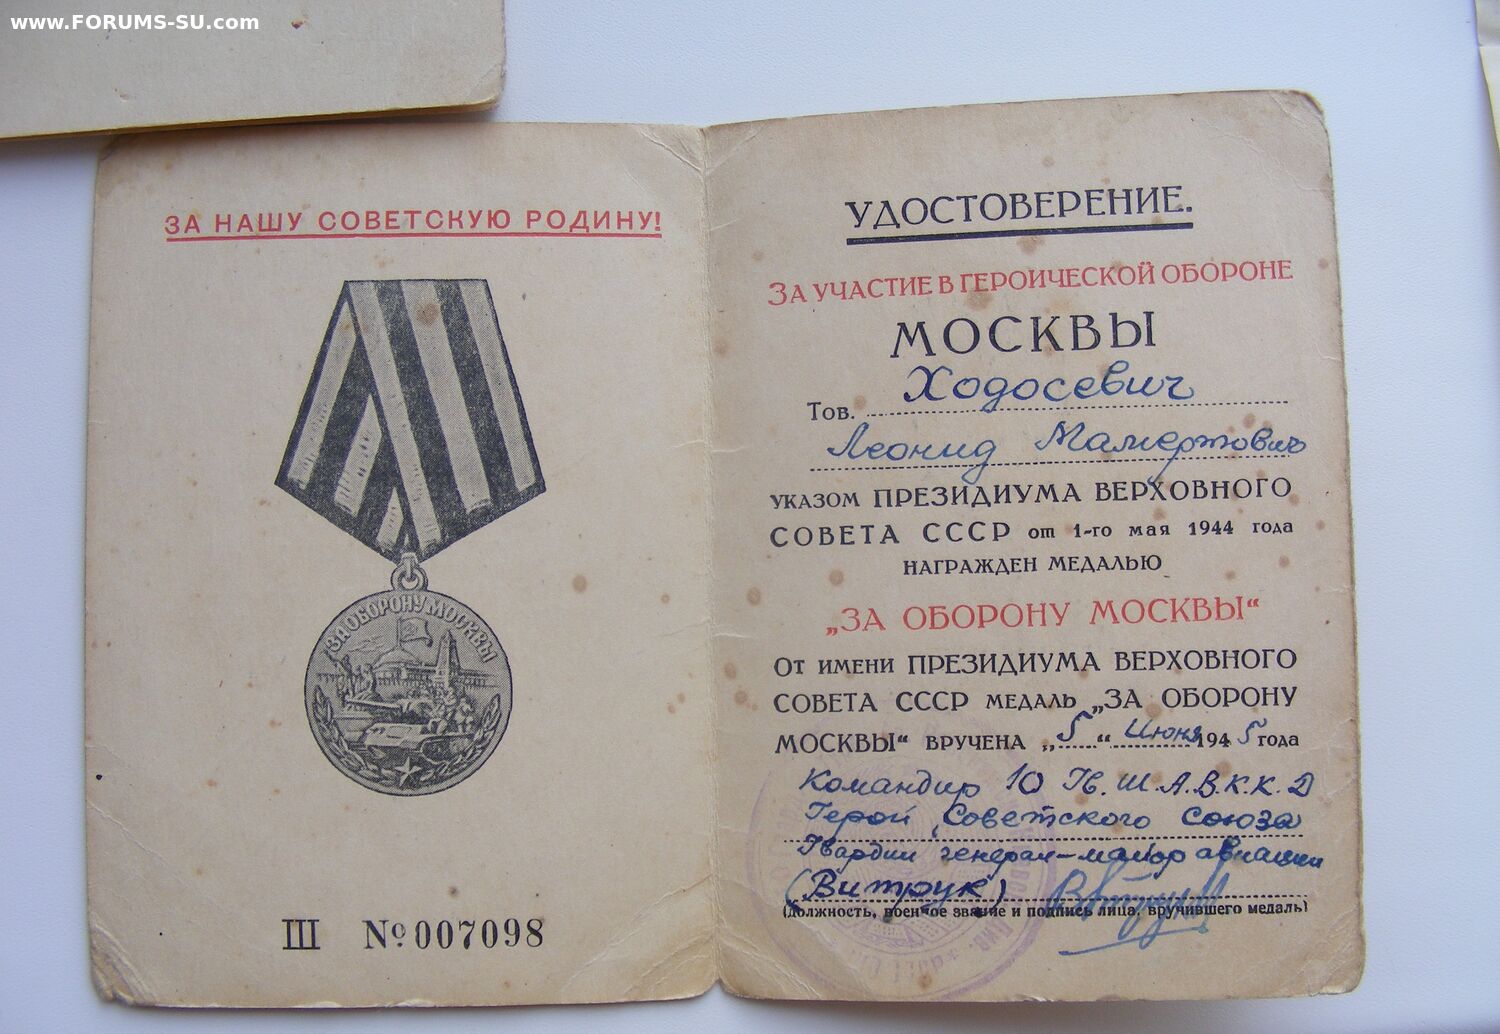 www.FORUMS-SU.com
ЗА НАШУ СОВЕТСКУЮ РОДИНУ!
ЗА ОБОРОНУ МОСКВЫ
III № 007098
УДОСТОВЕРЕНИЕ.
ЗА УЧАСТИЕ В ГЕРОИЧЕСКОЙ ОБОРОНЕ
МОСКВЫ
Тов. Ходосевич
Леонид Мамертович
УКАЗОМ ПРЕЗИДИУМА ВЕРХОВНОГО
СОВЕТА СССР от 1-го мая 1944 года
НАГРАЖДЕН МЕДАЛЬЮ
„ЗА ОБОРОНУ МОСКВЫ“
От имени ПРЕЗИДИУМА ВЕРХОВНОГО
СОВЕТА СССР МЕДАЛЬ „ЗА ОБОРОНУ
МОСКВЫ“ ВРУЧЕНА „5“ Июня 1945 года
Командир 10 Гв. Ш.А.В.К.К.Д
Герой Советского Союза
Гвардии генерал-майор авиации
(Витрук)
(Должность, военное звание и подпись лица, вручившего медаль)